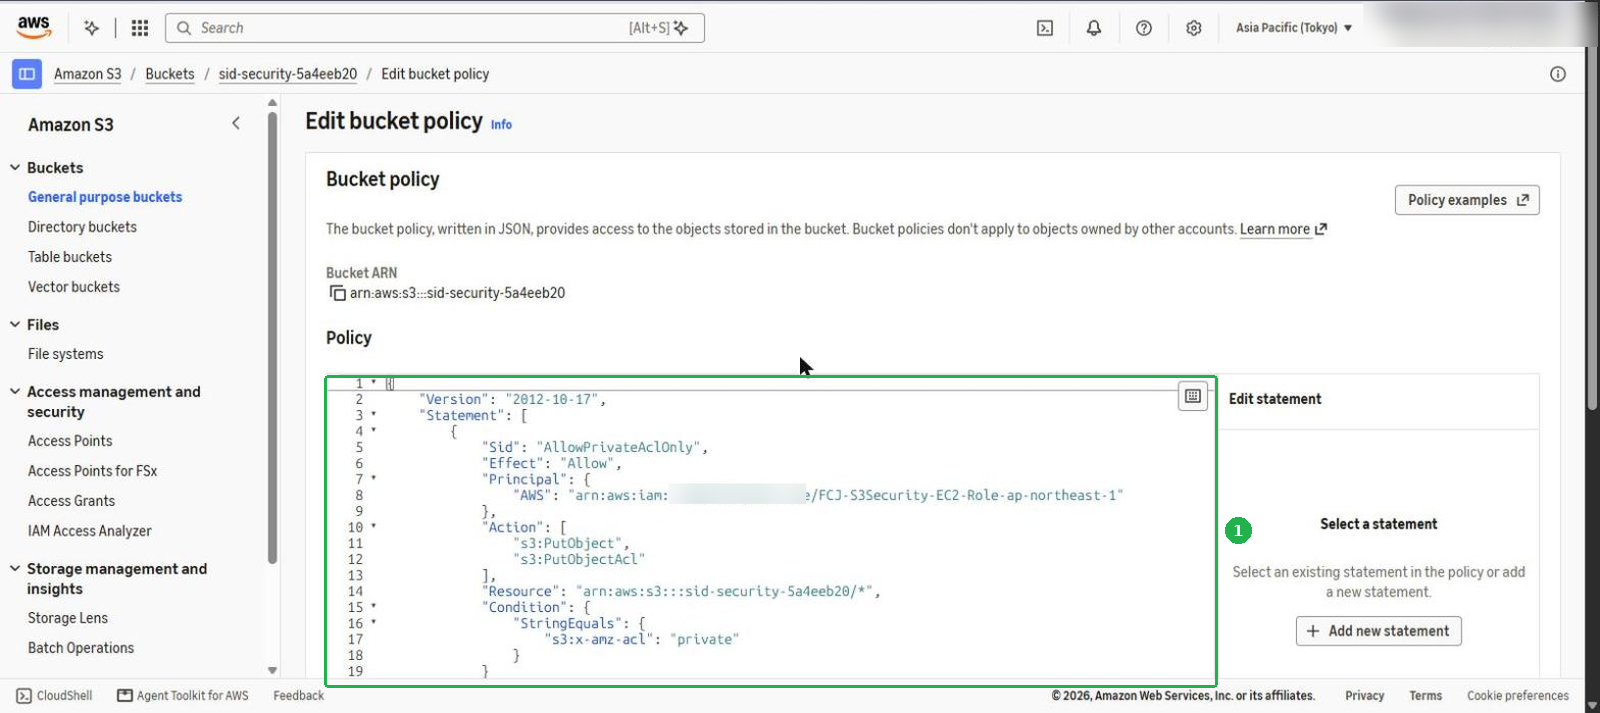 aws
Search
[Alt+S]
Asia Pacific (Tokyo)
Amazon S3 / Buckets / sid-security-5a4eeb20 / Edit bucket policy
Amazon S3
Buckets
General purpose buckets
Directory buckets
Table buckets
Vector buckets
Files
File systems
Access management and
security
Access Points
Access Points for FSx
Access Grants
IAM Access Analyzer
Storage management and
insights
Storage Lens
Batch Operations
Edit bucket policy Info
Bucket policy
Policy examples
The bucket policy, written in JSON, provides access to the objects stored in the bucket. Bucket policies don't apply to objects owned by other accounts. Learn more
Bucket ARN
arn:aws:s3:::sid-security-5a4eeb20
Policy
1 {
2 "Version": "2012-10-17",
3 "Statement": [
4 {
5 "Sid": "AllowPrivateAclOnly",
6 "Effect": "Allow",
7 "Principal": {
8 "AWS": "arn:aws:iam: e/FCJ-S3Security-EC2-Role-ap-northeast-1"
9 },
10 "Action": [
11 "s3:PutObject",
12 "s3:PutObjectAcl"
13 ],
14 "Resource": "arn:aws:s3:::sid-security-5a4eeb20/*",
15 "Condition": {
16 "StringEquals": {
17 "s3:x-amz-acl": "private"
18 }
19 }
1
Edit statement
Select a statement
Select an existing statement in the policy or add
a new statement.
+ Add new statement
CloudShell
Agent Toolkit for AWS
Feedback
© 2026, Amazon Web Services, Inc. or its affiliates.
Privacy
Terms
Cookie preferences